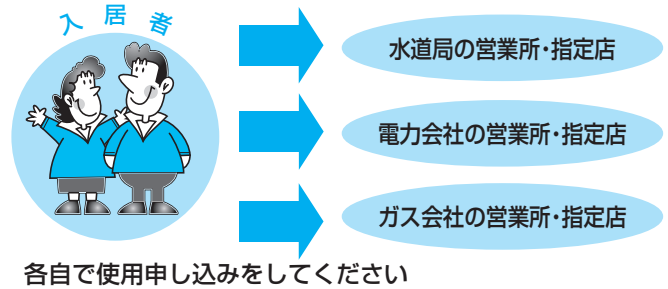 入居者
水道局の営業所・指定店
電力会社の営業所・指定店
ガス会社の営業所・指定店
各自で使用申し込みをしてください